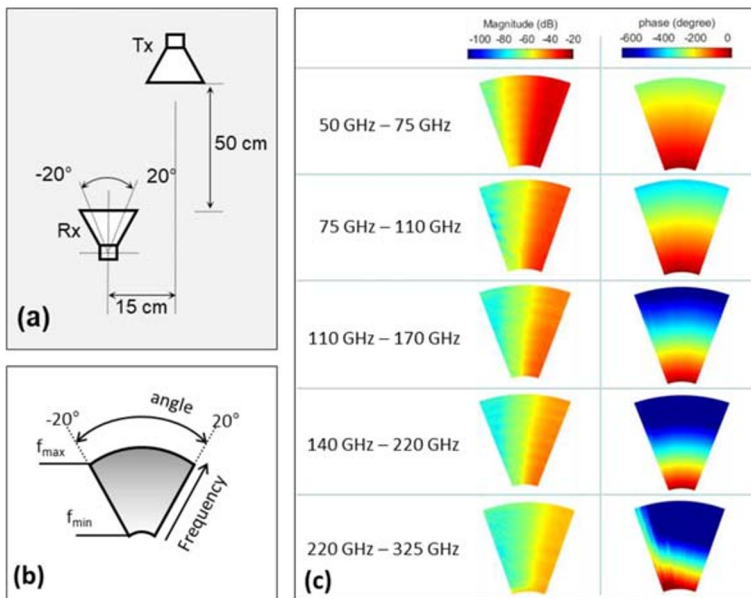 Tx
50 cm
-20°
20°
Rx
15 cm
(a)
angle
-20°
20°
fmax
fmin
Frequency
(b)
Magnitude (dB)
-100 -80 -60 -40 -20
phase (degree)
-600 -400 -200 0
50 GHz – 75 GHz
75 GHz – 110 GHz
110 GHz – 170 GHz
140 GHz – 220 GHz
220 GHz – 325 GHz
(c)